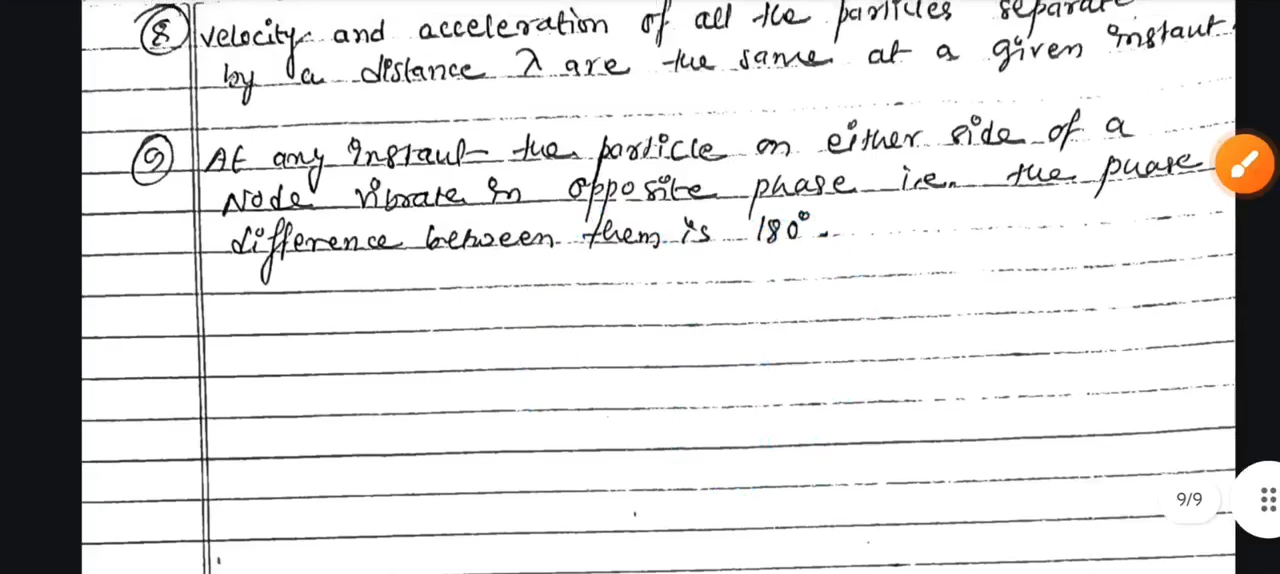 ⑧ velocity and acceleration of all the particles separate
by a distance λ are the same at a given instant.
⑨ At any instant the particle on either side of a
Node vibrate in opposite phase i.e. the phase
difference between them is 180°.
9/9